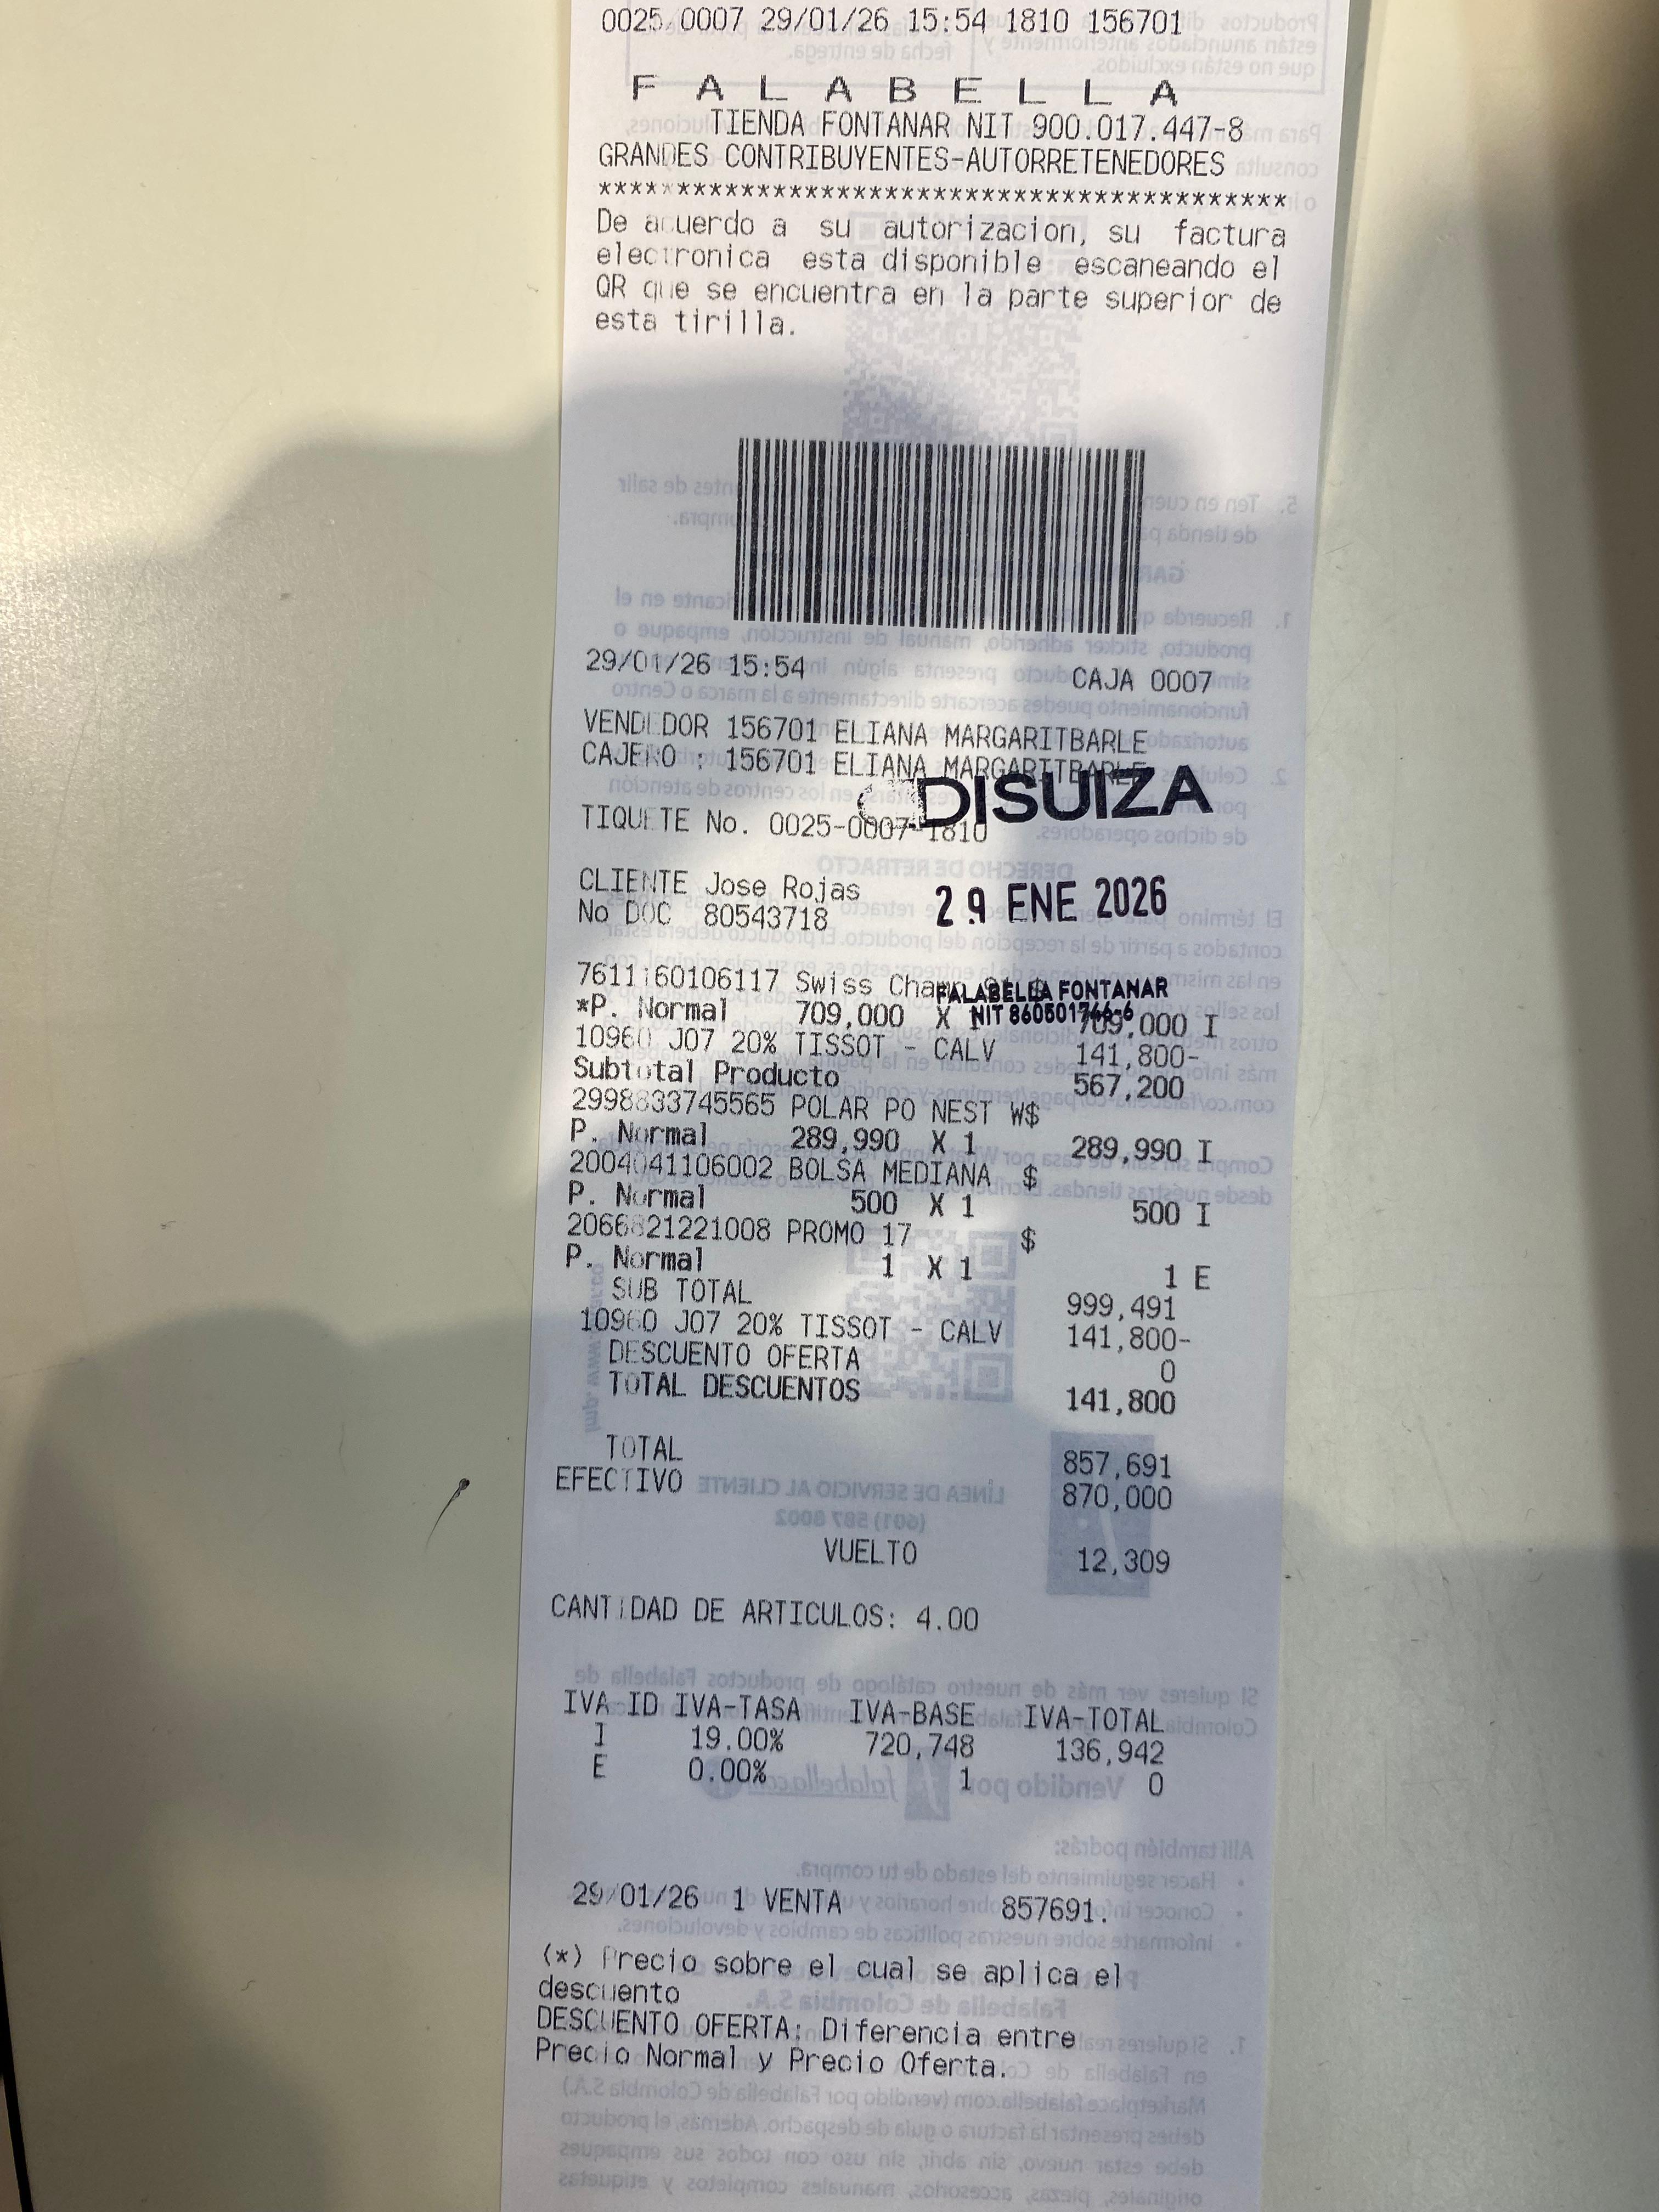 0025 0007 29/01/26 15:54 1810 156701
F A L A B E L L A
TIENDA FONTANAR NIT 900.017.447-8
GRANDES CONTRIBUYENTES-AUTORRETENEDORES
*******************************************
De acuerdo a su autorizacion, su factura
electronica esta disponible escaneando el
QR que se encuentra en la parte superior de
esta tirilla.
29/01/26 15:54 CAJA 0007
VENDEDOR 156701 ELIANA MARGARITBARLE
CAJERO : 156701 ELIANA MARGARITBARLE
DISUIZA
TIQUETE No. 0025-0007-1810
CLIENTE Jose Rojas
29 ENE 2026
No DOC 80543718
7611160106117 Swiss Champ $
FALABELLA FONTANAR
NIT 860501766-6
*P. Normal 709,000 X 1 709,000 I
10960 J07 20% TISSOT - CALV 141,800-
Subtotal Producto 567,200
2998833745565 POLAR PO NEST W$
P. Normal 289,990 X 1 289,990 I
2004041106002 BOLSA MEDIANA $
P. Normal 500 X 1 500 I
2066821221008 PROMO 17 $
P. Normal 1 X 1 1 E
SUB TOTAL 999,491
10960 J07 20% TISSOT - CALV 141,800-
DESCUENTO OFERTA 0
TOTAL DESCUENTOS 141,800
TOTAL 857,691
EFECTIVO 870,000
VUELTO 12,309
CANTIDAD DE ARTICULOS: 4.00
IVA ID IVA-TASA IVA-BASE IVA-TOTAL
I 19.00% 720,748 136,942
E 0.00% 1 0
29/01/26 1 VENTA 857691.
(*) Precio sobre el cual se aplica el
descuento
DESCUENTO OFERTA: Diferencia entre
Precio Normal y Precio Oferta.